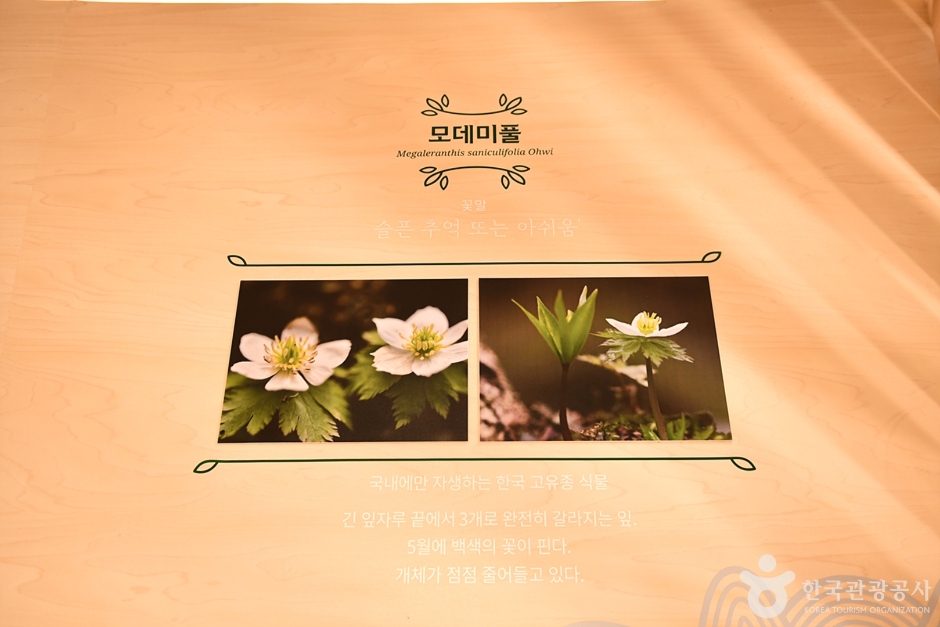 모데미풀
Megaleranthis saniculifolia Ohwi
꽃말
'슬픈 추억 또는 아쉬움'
국내에만 자생하는 한국 고유종 식물
긴 잎자루 끝에서 3개로 완전히 갈라지는 잎.
5월에 백색의 꽃이 핀다.
개체가 점점 줄어들고 있다.
한국관광공사
KOREA TOURISM ORGANIZATION